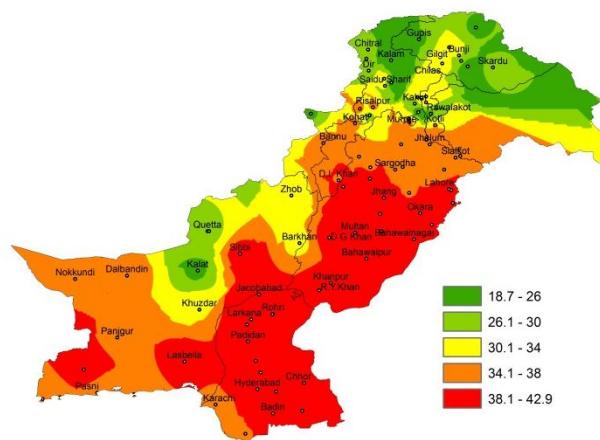 Chitral
Gupis
Kalam
Gilgit
Bunji
Dir
Chilas
Skardu
Saidu Sharif
Kakul
Risalpur
Rawalakot
Kohat
Kotli
Bannu
Jhelum
Sialkot
D.I. Khan
Sargodha
Lahore
Zhob
Jhang
Okara
Quetta
Multan
Barkhan
D G Khan
Bahawalnagar
Sibbi
Bahawalpur
Kalat
Nokkundi
Dalbandin
Khanpur
R.Y.Khan
Jacobabad
Khuzdar
Larkana
Rohri
Panjgur
Padidan
Lasbella
Pasni
Hyderabad
Chhor
Karachi
Badin
18.7 - 26
26.1 - 30
30.1 - 34
34.1 - 38
38.1 - 42.9